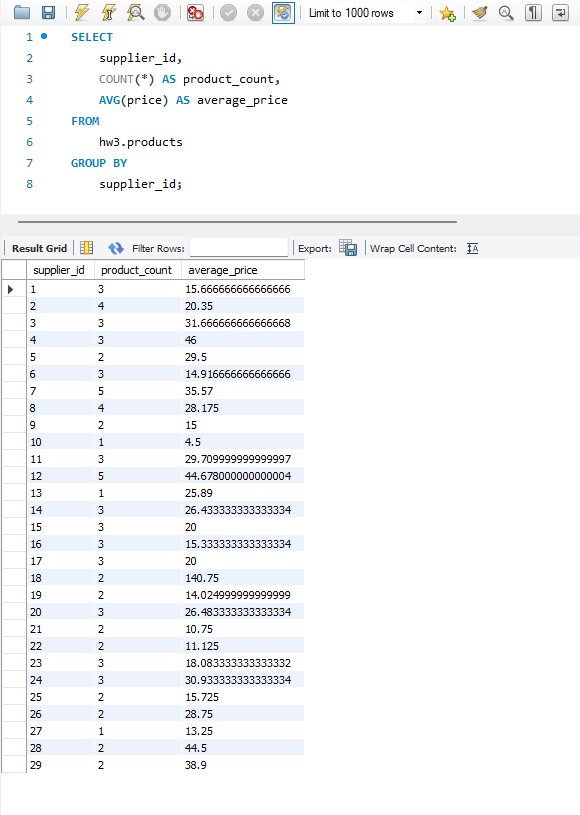 Limit to 1000 rows
1 SELECT
2 supplier_id,
3 COUNT(*) AS product_count,
4 AVG(price) AS average_price
5 FROM
6 hw3.products
7 GROUP BY
8 supplier_id;
Result Grid Filter Rows: Export: Wrap Cell Content: IA
supplier_id product_count average_price
1 3 15.666666666666666
2 4 20.35
3 3 31.666666666666668
4 3 46
5 2 29.5
6 3 14.916666666666666
7 5 35.57
8 4 28.175
9 2 15
10 1 4.5
11 3 29.709999999999997
12 5 44.678000000000004
13 1 25.89
14 3 26.433333333333334
15 3 20
16 3 15.333333333333334
17 3 20
18 2 140.75
19 2 14.024999999999999
20 3 26.483333333333334
21 2 10.75
22 2 11.125
23 3 18.083333333333332
24 3 30.933333333333334
25 2 15.725
26 2 28.75
27 1 13.25
28 2 44.5
29 2 38.9